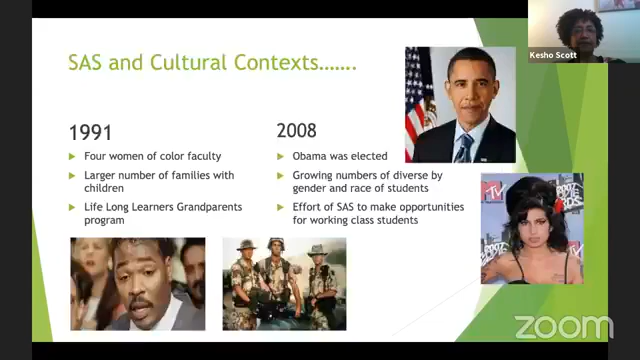 SAS and Cultural Contexts.......
1991
Four women of color faculty
Larger number of families with
children
Life Long Learners Grandparents
program
2008
Obama was elected
Growing numbers of diverse by
gender and race of students
Effort of SAS to make opportunities
for working class students
Kesho Scott
MTV
zoom